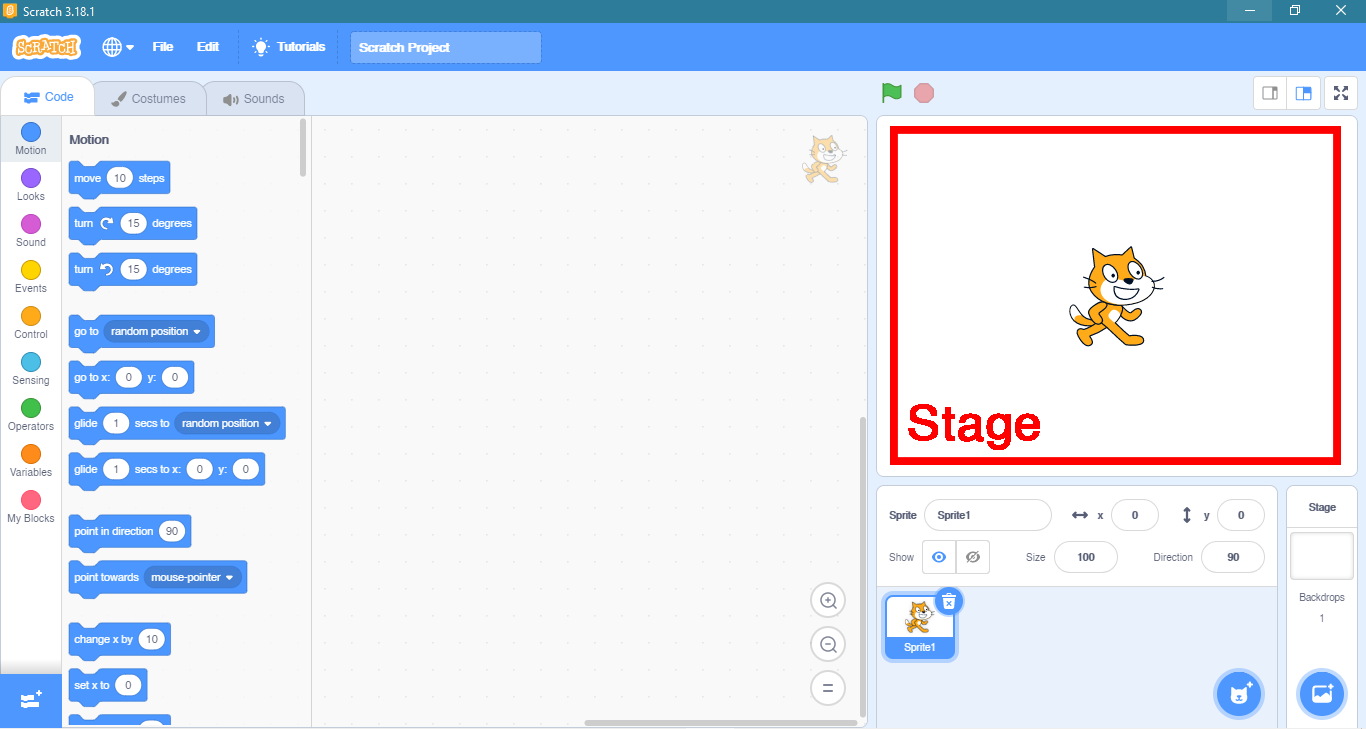 Scratch 3.18.1
SCRATCH File Edit Tutorials Scratch Project
Code Costumes Sounds
Motion
Looks
Sound
Events
Control
Sensing
Operators
Variables
My Blocks
Motion
move 10 steps
turn 15 degrees
turn 15 degrees
go to random position
go to x: 0 y: 0
glide 1 secs to random position
glide 1 secs to x: 0 y: 0
point in direction 90
point towards mouse-pointer
change x by 10
set x to 0
Stage
Sprite Sprite1 x 0 y 0
Show Size 100 Direction 90
Sprite1
Stage
Backdrops
1